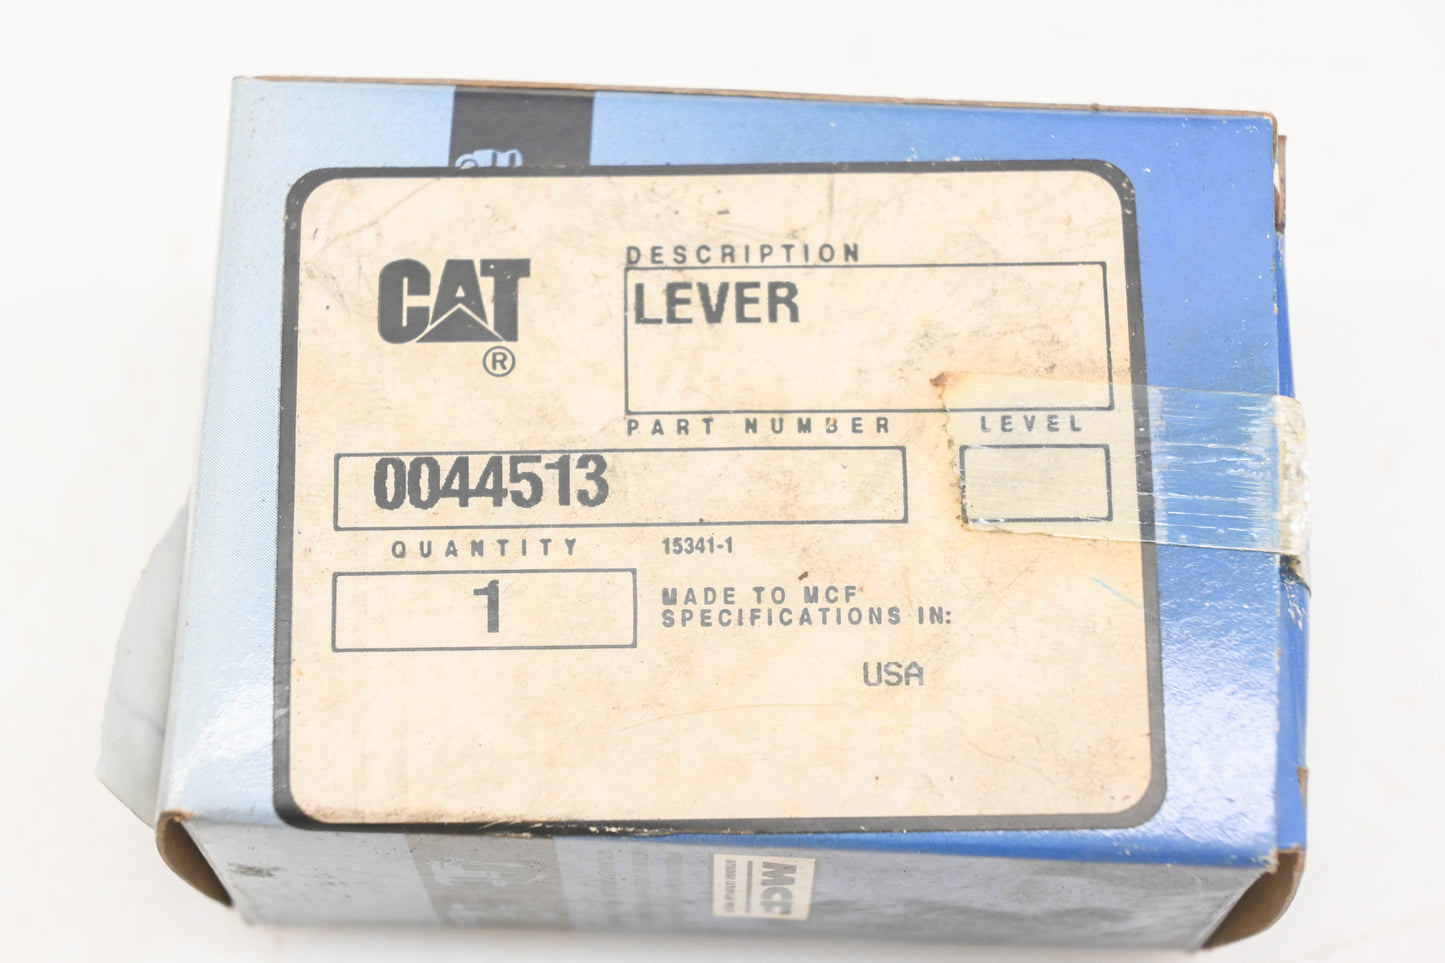 CAT
®
DESCRIPTION
LEVER
PART NUMBER
LEVEL
0044513
QUANTITY
15341-1
1
MADE TO MCF
SPECIFICATIONS IN:
USA
MCF